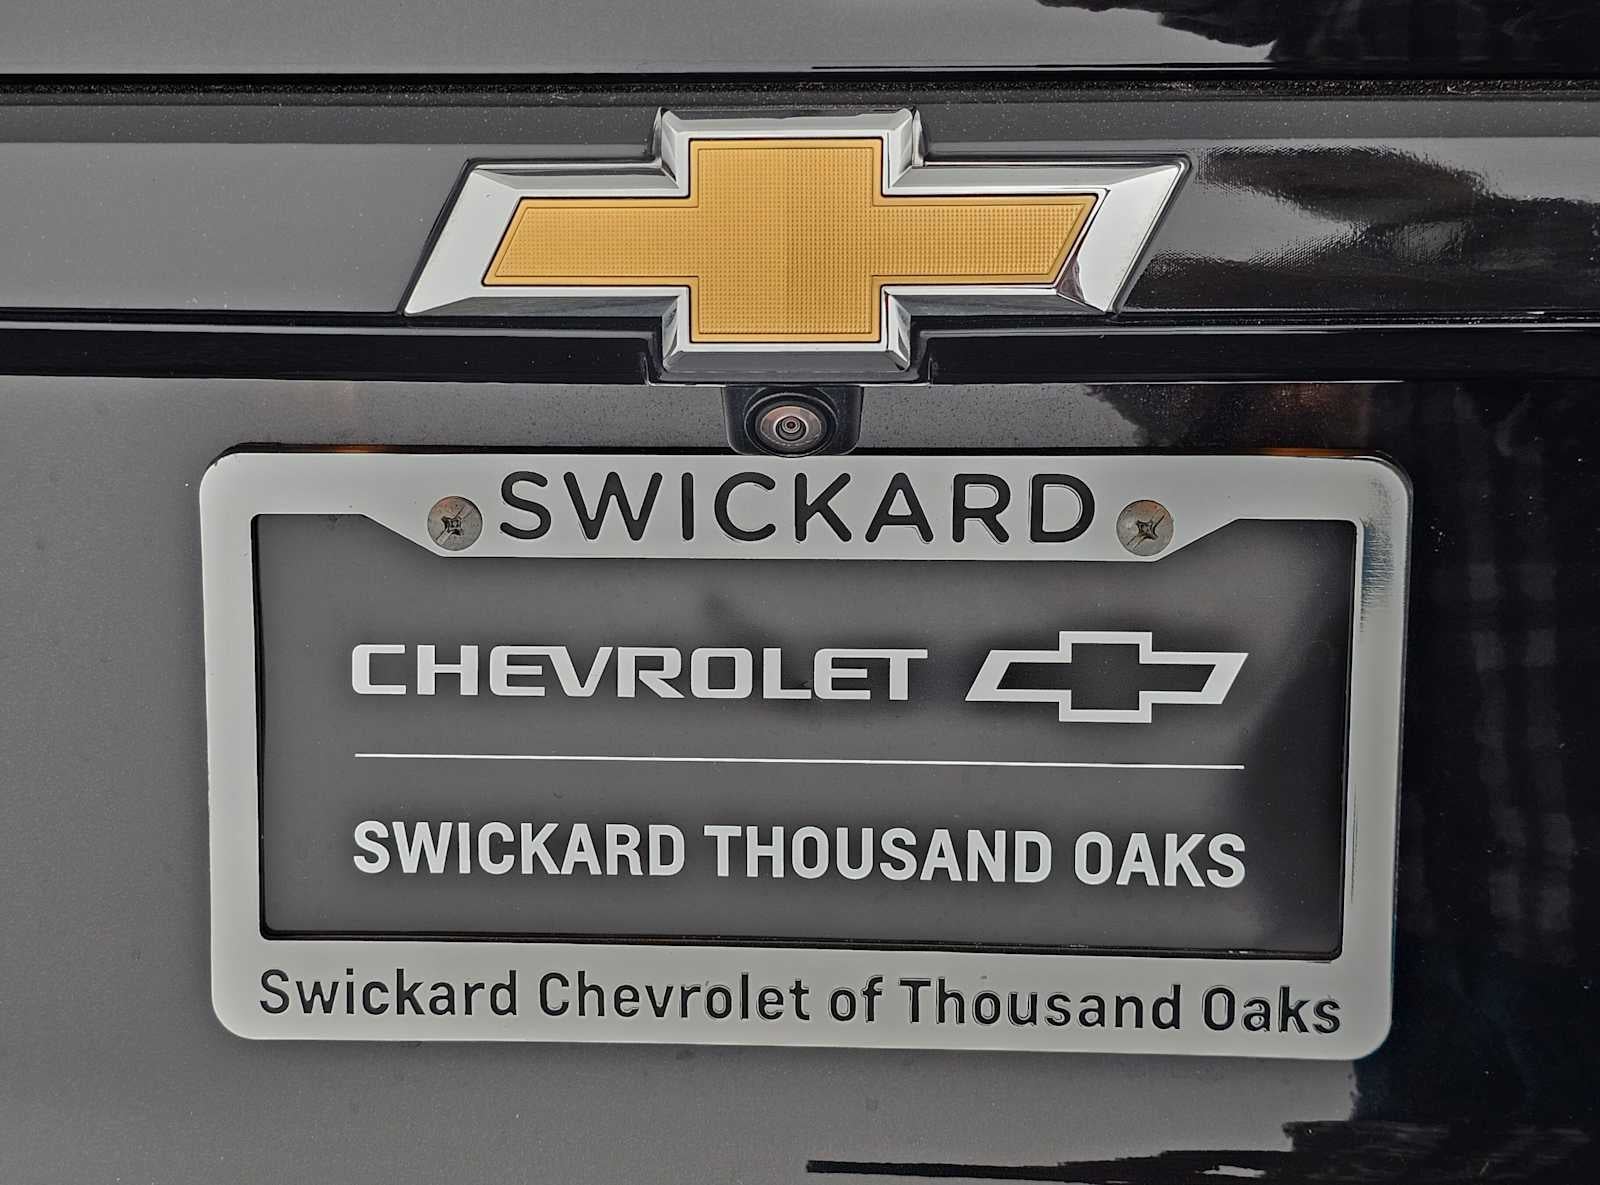 SWICKARD
CHEVROLET
SWICKARD THOUSAND OAKS
Swickard Chevrolet of Thousand Oaks